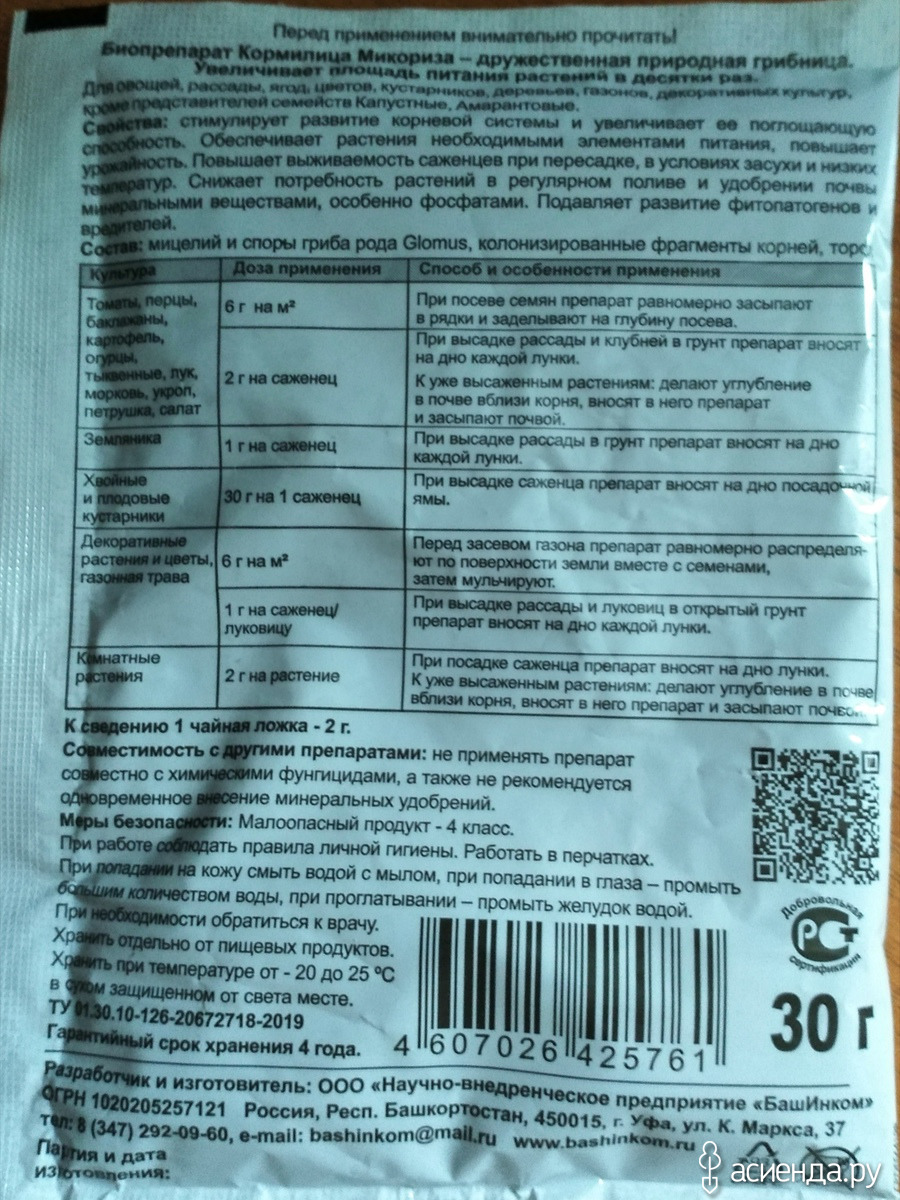 Перед применением внимательно прочитать!
Биопрепарат Кормилица Микориза – дружественная природная грибница.
Увеличивает площадь питания растений в десятки раз.
Для овощей, рассады, ягод, цветов, кустарников, деревьев, газонов, декоративных культур,
кроме представителей семейств Капустные, Амарантовые.
Свойства: стимулирует развитие корневой системы и увеличивает ее поглощающую
способность. Обеспечивает растения необходимыми элементами питания, повышает
урожайность. Повышает выживаемость саженцев при пересадке, в условиях засухи и низких
температур. Снижает потребность растений в регулярном поливе и удобрении почвы
минеральными веществами, особенно фосфатами. Подавляет развитие фитопатогенов и
вредителей.
Состав: мицелий и споры гриба рода Glomus, колонизированные фрагменты корней, торф
Культура Доза применения Способ и особенности применения
Томаты, перцы,
баклажаны,
картофель,
огурцы,
тыквенные, лук,
морковь, укроп,
петрушка, салат
6 г на м²
При посеве семян препарат равномерно засыпают
в рядки и заделывают на глубину посева.
2 г на саженец
При высадке рассады и клубней в грунт препарат вносят
на дно каждой лунки.
К уже высаженным растениям: делают углубление
в почве вблизи корня, вносят в него препарат
и засыпают почвой.
Земляника
1 г на саженец
При высадке рассады в грунт препарат вносят на дно
каждой лунки.
Хвойные
и плодовые
кустарники
30 г на 1 саженец
При высадке саженца препарат вносят на дно посадочной
ямы.
Декоративные
растения и цветы,
газонная трава
6 г на м²
Перед засевом газона препарат равномерно распределя-
ют по поверхности земли вместе с семенами,
затем мульчируют.
1 г на саженец/
луковицу
При высадке рассады и луковиц в открытый грунт
препарат вносят на дно каждой лунки.
Комнатные
растения
2 г на растение
При посадке саженца препарат вносят на дно лунки.
К уже высаженным растениям: делают углубление в почве
вблизи корня, вносят в него препарат и засыпают почвой.
К сведению 1 чайная ложка - 2 г.
Совместимость с другими препаратами: не применять препарат
совместно с химическими фунгицидами, а также не рекомендуется
одновременное внесение минеральных удобрений.
Меры безопасности: Малоопасный продукт - 4 класс.
При работе соблюдать правила личной гигиены. Работать в перчатках.
При попадании на кожу смыть водой с мылом, при попадании в глаза – промыть
большим количеством воды, при проглатывании – промыть желудок водой.
При необходимости обратиться к врачу.
Хранить отдельно от пищевых продуктов.
Хранить при температуре от - 20 до 25 ºС
в сухом защищенном от света месте.
ТУ 01.30.10-126-20672718-2019
Гарантийный срок хранения 4 года.
4 607026 425761
Добровольная
РСТ
сертификация
30 г
Разработчик и изготовитель: ООО «Научно-внедренческое предприятие «БашИнком»
ОГРН 1020205257121 Россия, Респ. Башкортостан, 450015, г. Уфа, ул. К. Маркса, 37
тел: 8 (347) 292-09-60, e-mail: bashinkom@mail.ru www.bashinkom.ru
Партия и дата
изготовления:
асиенда.ру